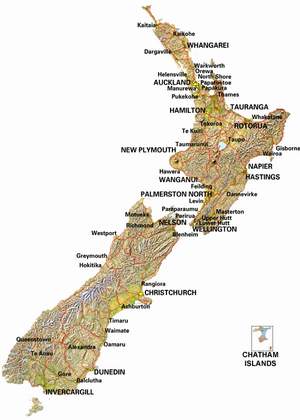 Kaitaia
Kaikohe
WHANGAREI
Dargaville
Warkworth
Orewa
Helensville
North Shore
AUCKLAND
Papatoetoe
Manurewa
Papakura
Pukekohe
Thames
TAURANGA
HAMILTON
Whakatane
Tokoroa
ROTORUA
Te Kuiti
Taupo
Gisborne
Taumarunui
Wairoa
NEW PLYMOUTH
NAPIER
Hawera
HASTINGS
WANGANUI
Feilding
PALMERSTON NORTH
Dannevirke
Levin
Paraparaumu
Masterton
Motueka
Porirua
Upper Hutt
Richmond
NELSON
Lower Hutt
WELLINGTON
Westport
Blenheim
Greymouth
Hokitika
Rangiora
CHRISTCHURCH
Ashburton
Timaru
Waimate
Queenstown
Oamaru
Alexandra
Te Anau
CHATHAM
ISLANDS
Gore
DUNEDIN
Balclutha
INVERCARGILL